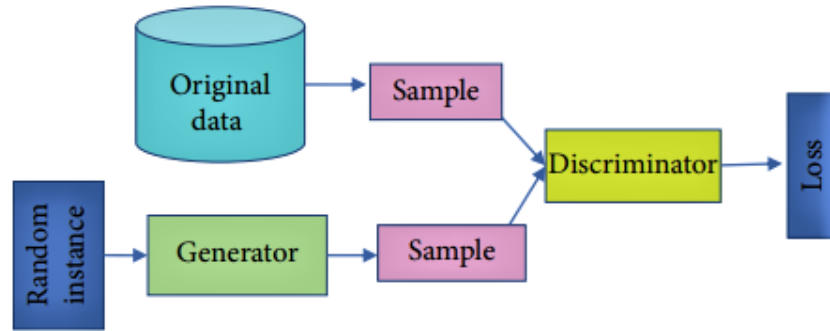 Original
data
Sample
Discriminator
Loss
Random
instance
Generator
Sample